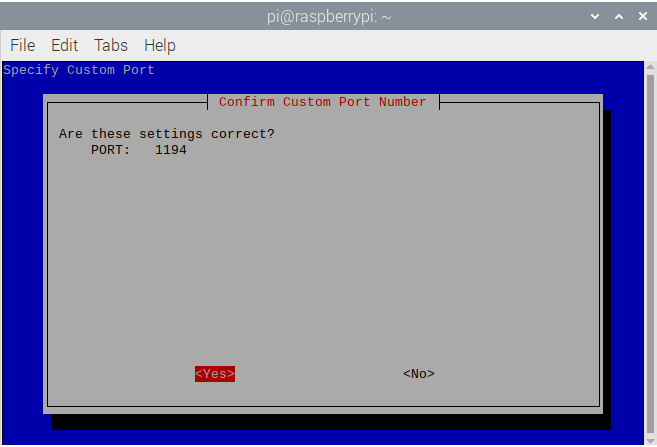 pi@raspberrypi: ~
File Edit Tabs Help
Specify Custom Port
Confirm Custom Port Number
Are these settings correct?
PORT: 1194
<Yes> <No>